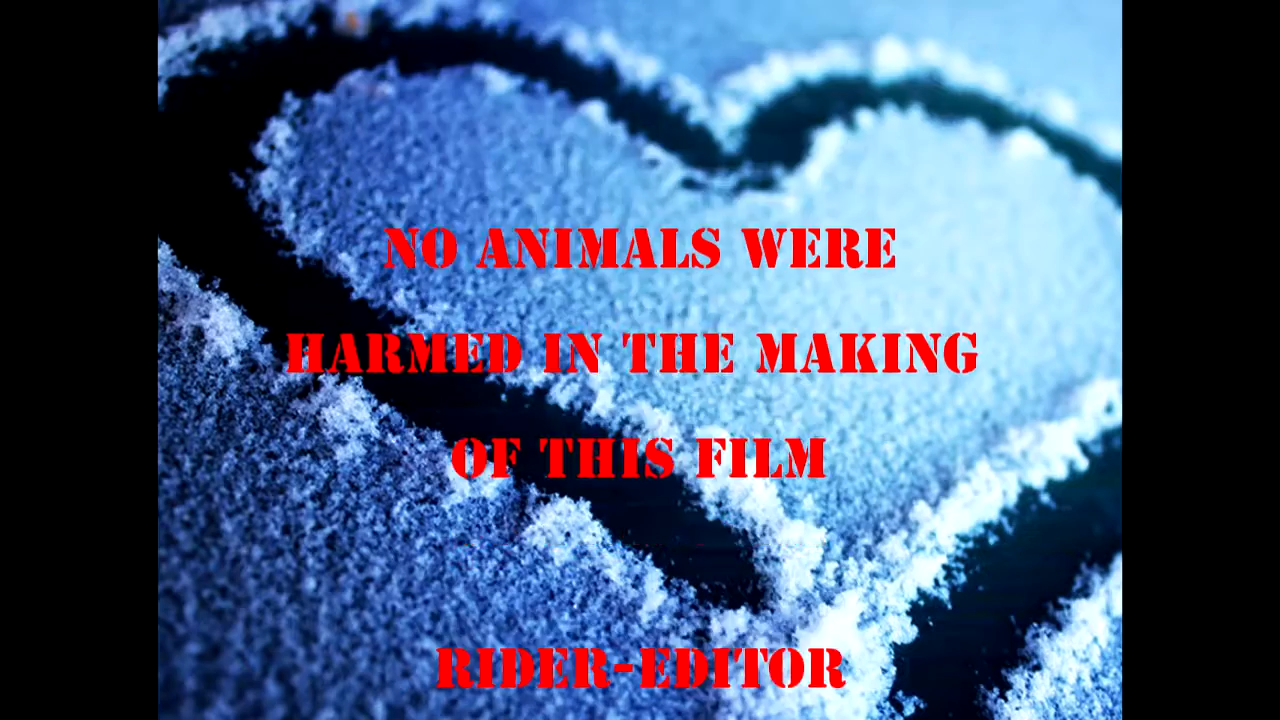 NO ANIMALS WERE
HARMED IN THE MAKING
OF THIS FILM
RIDER-EDITOR